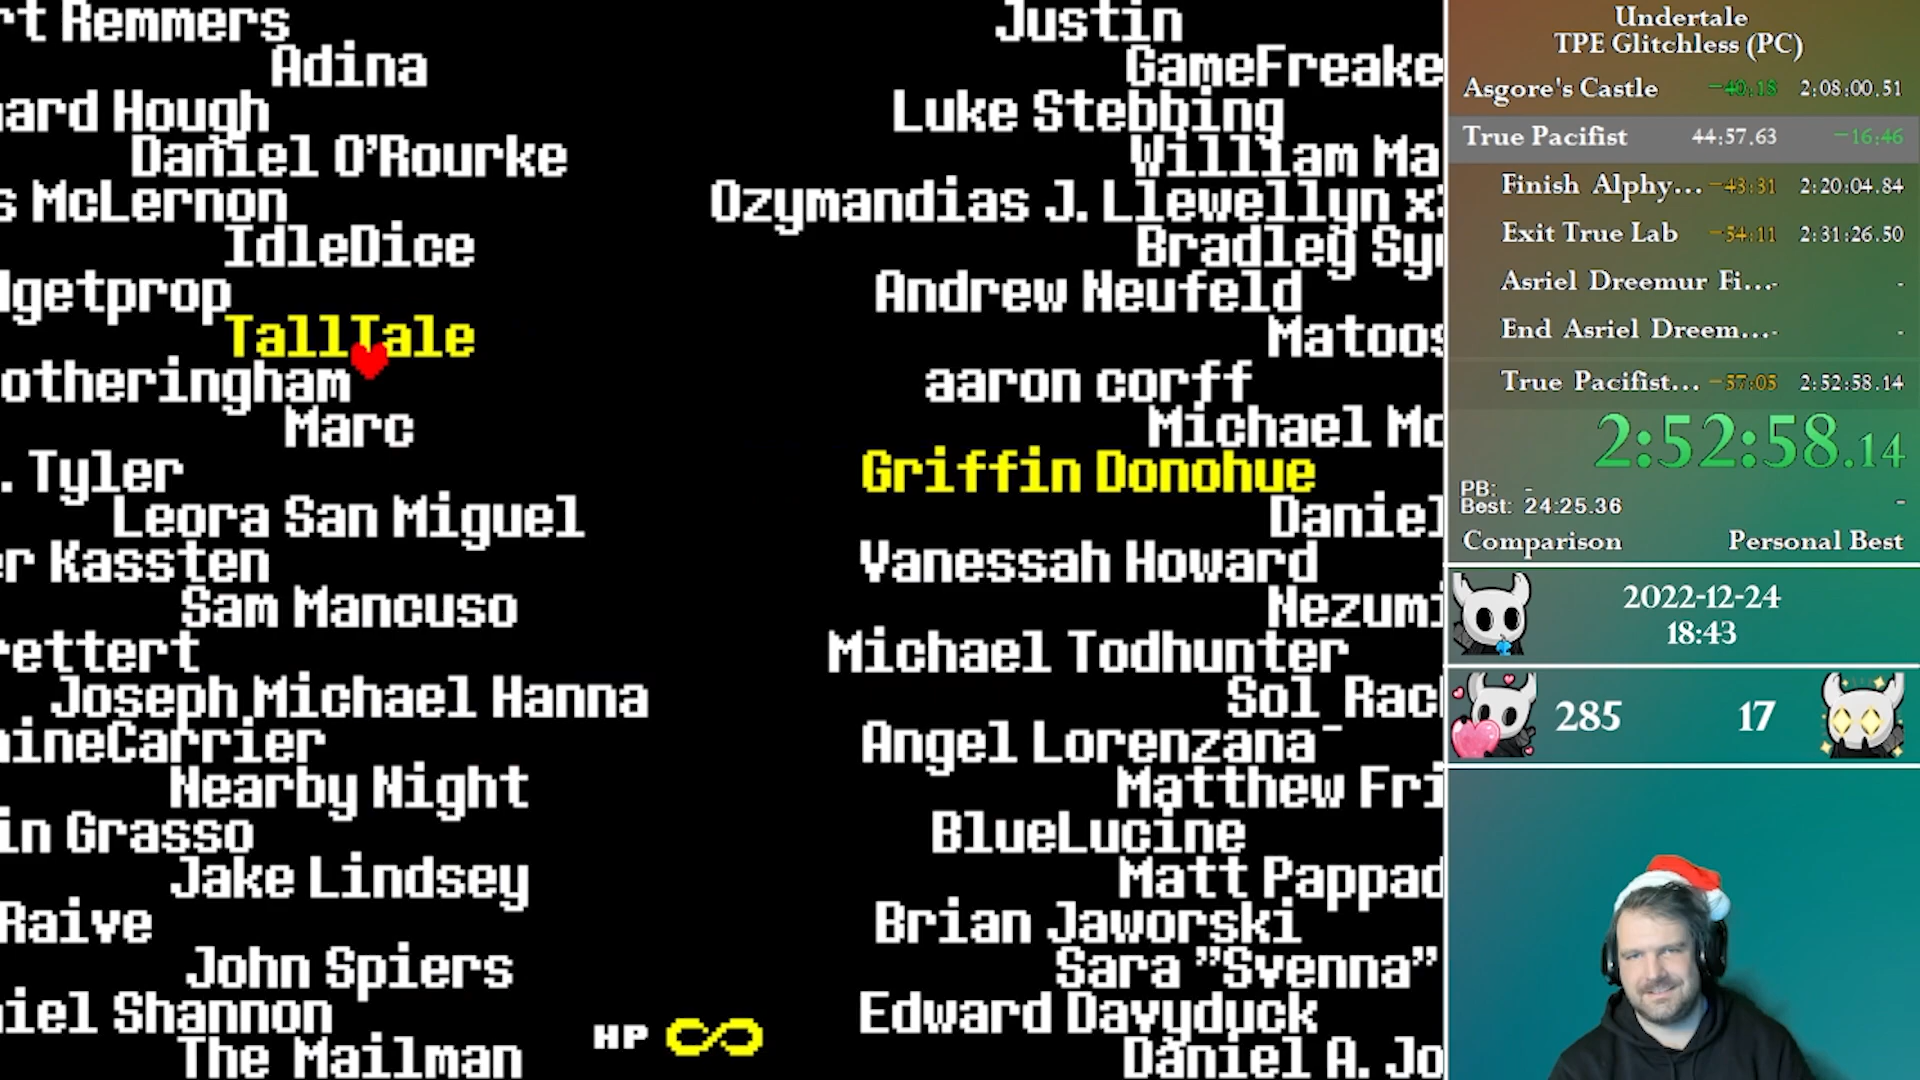 rt Remmers
Adina
ard Hough
Daniel O'Rourke
s McLernon
IdleDice
dgetprop
TallTale
otheringham
Marc
. Tyler
Leora San Miguel
er Kassten
Sam Mancuso
rettert
Joseph Michael Hanna
ineCarrier
Nearby Night
in Grasso
Jake Lindsey
Raive
John Spiers
iel Shannon
The Mailman
HP ∞
Justin
GameFreake
Luke Stebbing
William Ma
Ozymandias J. Llewellyn x
Bradleg Sy
Andrew Neufeld
Matoos
aaron corff
Michael Mc
Griffin Donohue
Daniel
Vanessah Howard
Nezumi
Michael Todhunter
Sol_Rac
Angel Lorenzana
Matthew Fri
BlueLucine
Matt Pappad
Brian Jaworski
Sara "Svenna"
Edward Davyduck
Daniel A. Jo
Undertale
TPE Glitchless (PC)
Asgore's Castle -40:18 2:08:00.51
True Pacifist 44:57.63 -16:46
Finish Alphy... -43:31 2:20:04.84
Exit True Lab -54:11 2:31:26.50
Asriel Dreemur Fi...- -
End Asriel Dreem...- -
True Pacifist... -57:05 2:52:58.14
2:52:58.14
PB: - -
Best: 24:25.36
Comparison Personal Best
2022-12-24
18:43
285 17